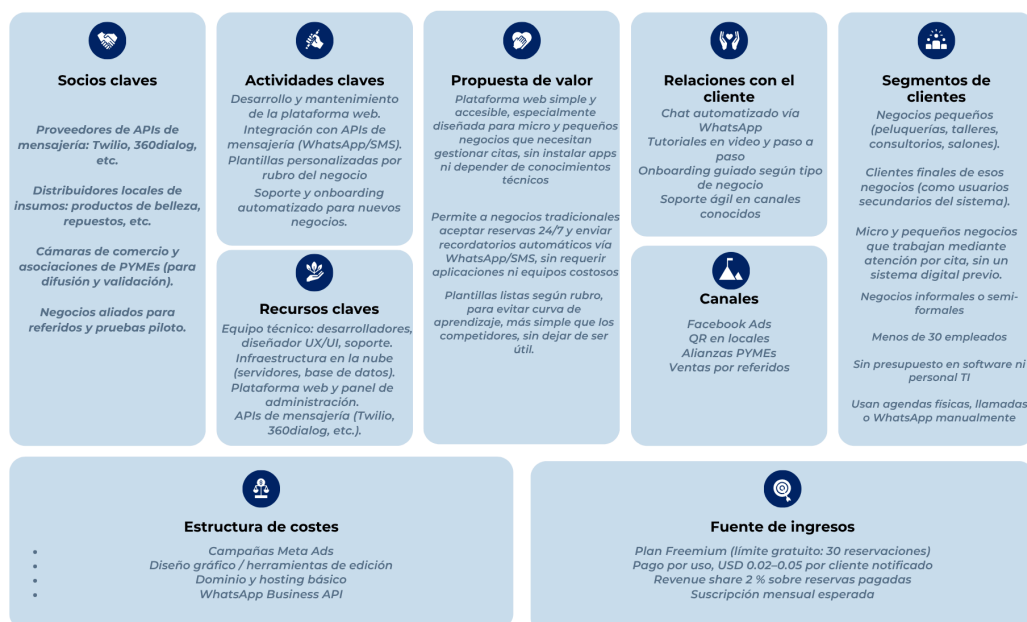 Socios claves
Proveedores de APIs de
mensajería: Twilio, 360dialog,
etc.
Distribuidores locales de
insumos: productos de belleza,
repuestos, etc.
Cámaras de comercio y
asociaciones de PYMEs (para
difusión y validación).
Negocios aliados para
referidos y pruebas piloto.
Actividades claves
Desarrollo y mantenimiento
de la plataforma web.
Integración con APIs de
mensajería (WhatsApp/SMS).
Plantillas personalizadas por
rubro del negocio
Soporte y onboarding
automatizado para nuevos
negocios.
Recursos claves
Equipo técnico: desarrolladores,
diseñador UX/UI, soporte.
Infraestructura en la nube
(servidores, base de datos).
Plataforma web y panel de
administración.
APIs de mensajería (Twilio,
360dialog, etc.).
Propuesta de valor
Plataforma web simple y
accesible, especialmente
diseñada para micro y pequeños
negocios que necesitan
gestionar citas, sin instalar apps
ni depender de conocimientos
técnicos
Permite a negocios tradicionales
aceptar reservas 24/7 y enviar
recordatorios automáticos vía
WhatsApp/SMS, sin requerir
aplicaciones ni equipos costosos
Plantillas listas según rubro,
para evitar curva de
aprendizaje, más simple que los
competidores, sin dejar de ser
útil.
Relaciones con el
cliente
Chat automatizado vía
WhatsApp
Tutoriales en video y paso a
paso
Onboarding guiado según tipo
de negocio
Soporte ágil en canales
conocidos
Canales
Facebook Ads
QR en locales
Alianzas PYMEs
Ventas por referidos
Segmentos de
clientes
Negocios pequeños
(peluquerías, talleres,
consultorios, salones).
Clientes finales de esos
negocios (como usuarios
secundarios del sistema).
Micro y pequeños negocios
que trabajan mediante
atención por cita, sin un
sistema digital previo.
Negocios informales o semi-
formales
Menos de 30 empleados
Sin presupuesto en software ni
personal TI
Usan agendas físicas, llamadas
o WhatsApp manualmente
Estructura de costes
• Campañas Meta Ads
• Diseño gráfico / herramientas de edición
• Dominio y hosting básico
• WhatsApp Business API
Fuente de ingresos
Plan Freemium (límite gratuito: 30 reservaciones)
Pago por uso, USD 0.02–0.05 por cliente notificado
Revenue share 2 % sobre reservas pagadas
Suscripción mensual esperada